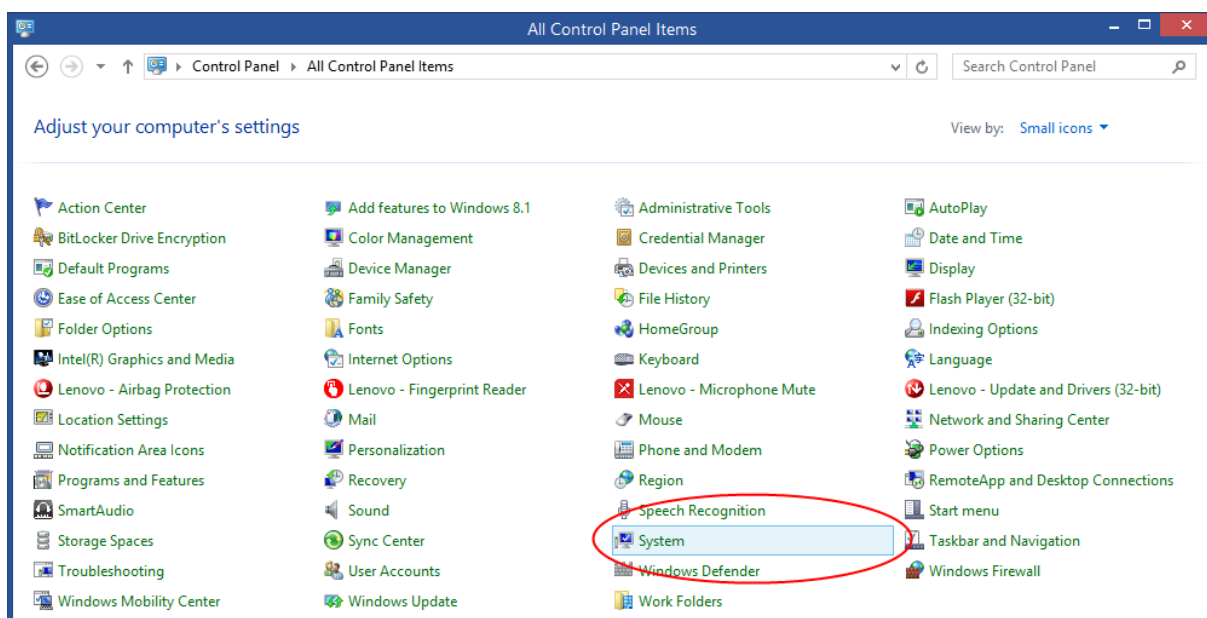 All Control Panel Items
Control Panel All Control Panel Items Search Control Panel
Adjust your computer's settings View by: Small icons
Action Center Add features to Windows 8.1 Administrative Tools AutoPlay
BitLocker Drive Encryption Color Management Credential Manager Date and Time
Default Programs Device Manager Devices and Printers Display
Ease of Access Center Family Safety File History Flash Player (32-bit)
Folder Options Fonts HomeGroup Indexing Options
Intel(R) Graphics and Media Internet Options Keyboard Language
Lenovo - Airbag Protection Lenovo - Fingerprint Reader Lenovo - Microphone Mute Lenovo - Update and Drivers (32-bit)
Location Settings Mail Mouse Network and Sharing Center
Notification Area Icons Personalization Phone and Modem Power Options
Programs and Features Recovery Region RemoteApp and Desktop Connections
SmartAudio Sound Speech Recognition Start menu
Storage Spaces Sync Center System Taskbar and Navigation
Troubleshooting User Accounts Windows Defender Windows Firewall
Windows Mobility Center Windows Update Work Folders